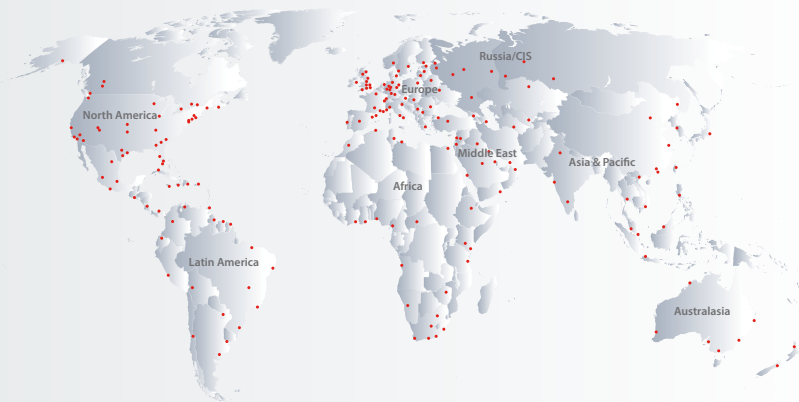 Russia/CIS
Europe
North America
Middle East
Asia & Pacific
Africa
Latin America
Australasia